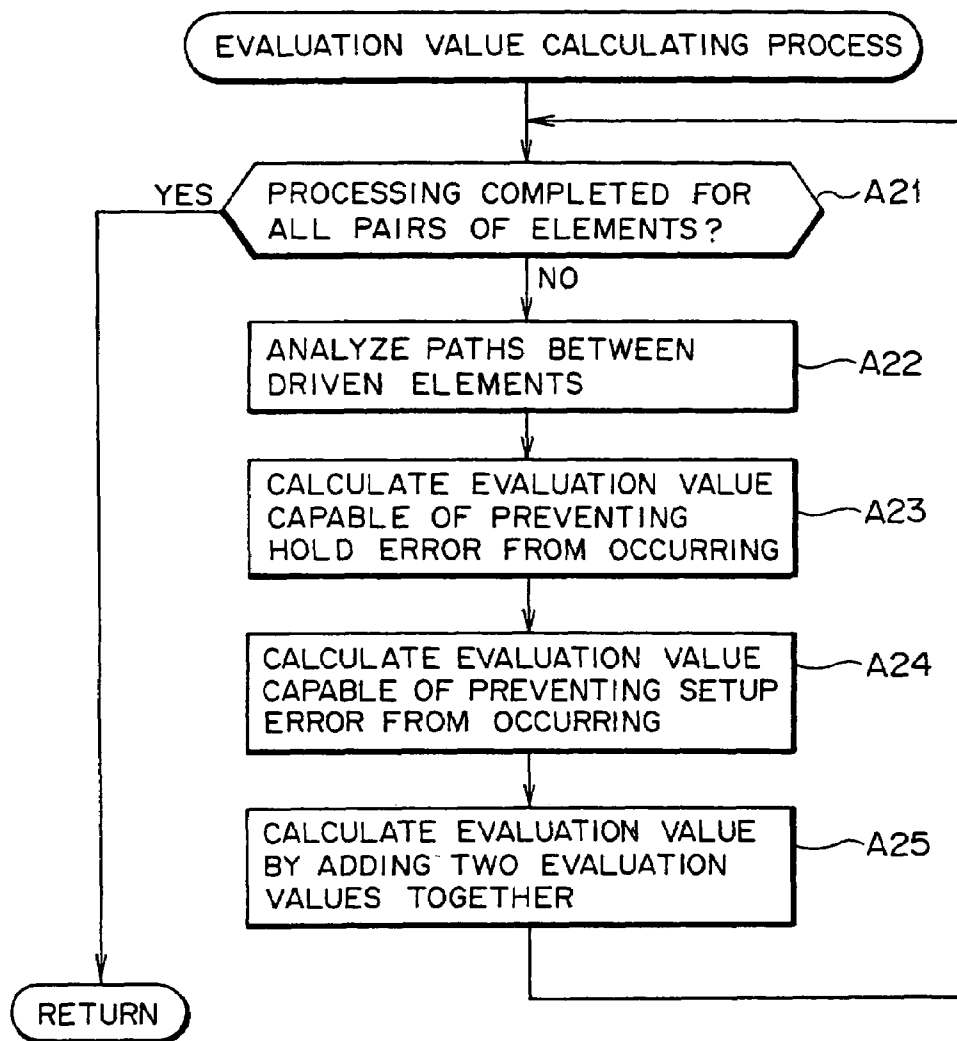 EVALUATION VALUE CALCULATING PROCESS
YES
PROCESSING COMPLETED FOR
ALL PAIRS OF ELEMENTS?
A21
NO
ANALYZE PATHS BETWEEN
DRIVEN ELEMENTS
A22
CALCULATE EVALUATION VALUE
CAPABLE OF PREVENTING
HOLD ERROR FROM OCCURRING
A23
CALCULATE EVALUATION VALUE
CAPABLE OF PREVENTING SETUP
ERROR FROM OCCURRING
A24
CALCULATE EVALUATION VALUE
BY ADDING TWO EVALUATION
VALUES TOGETHER
A25
RETURN